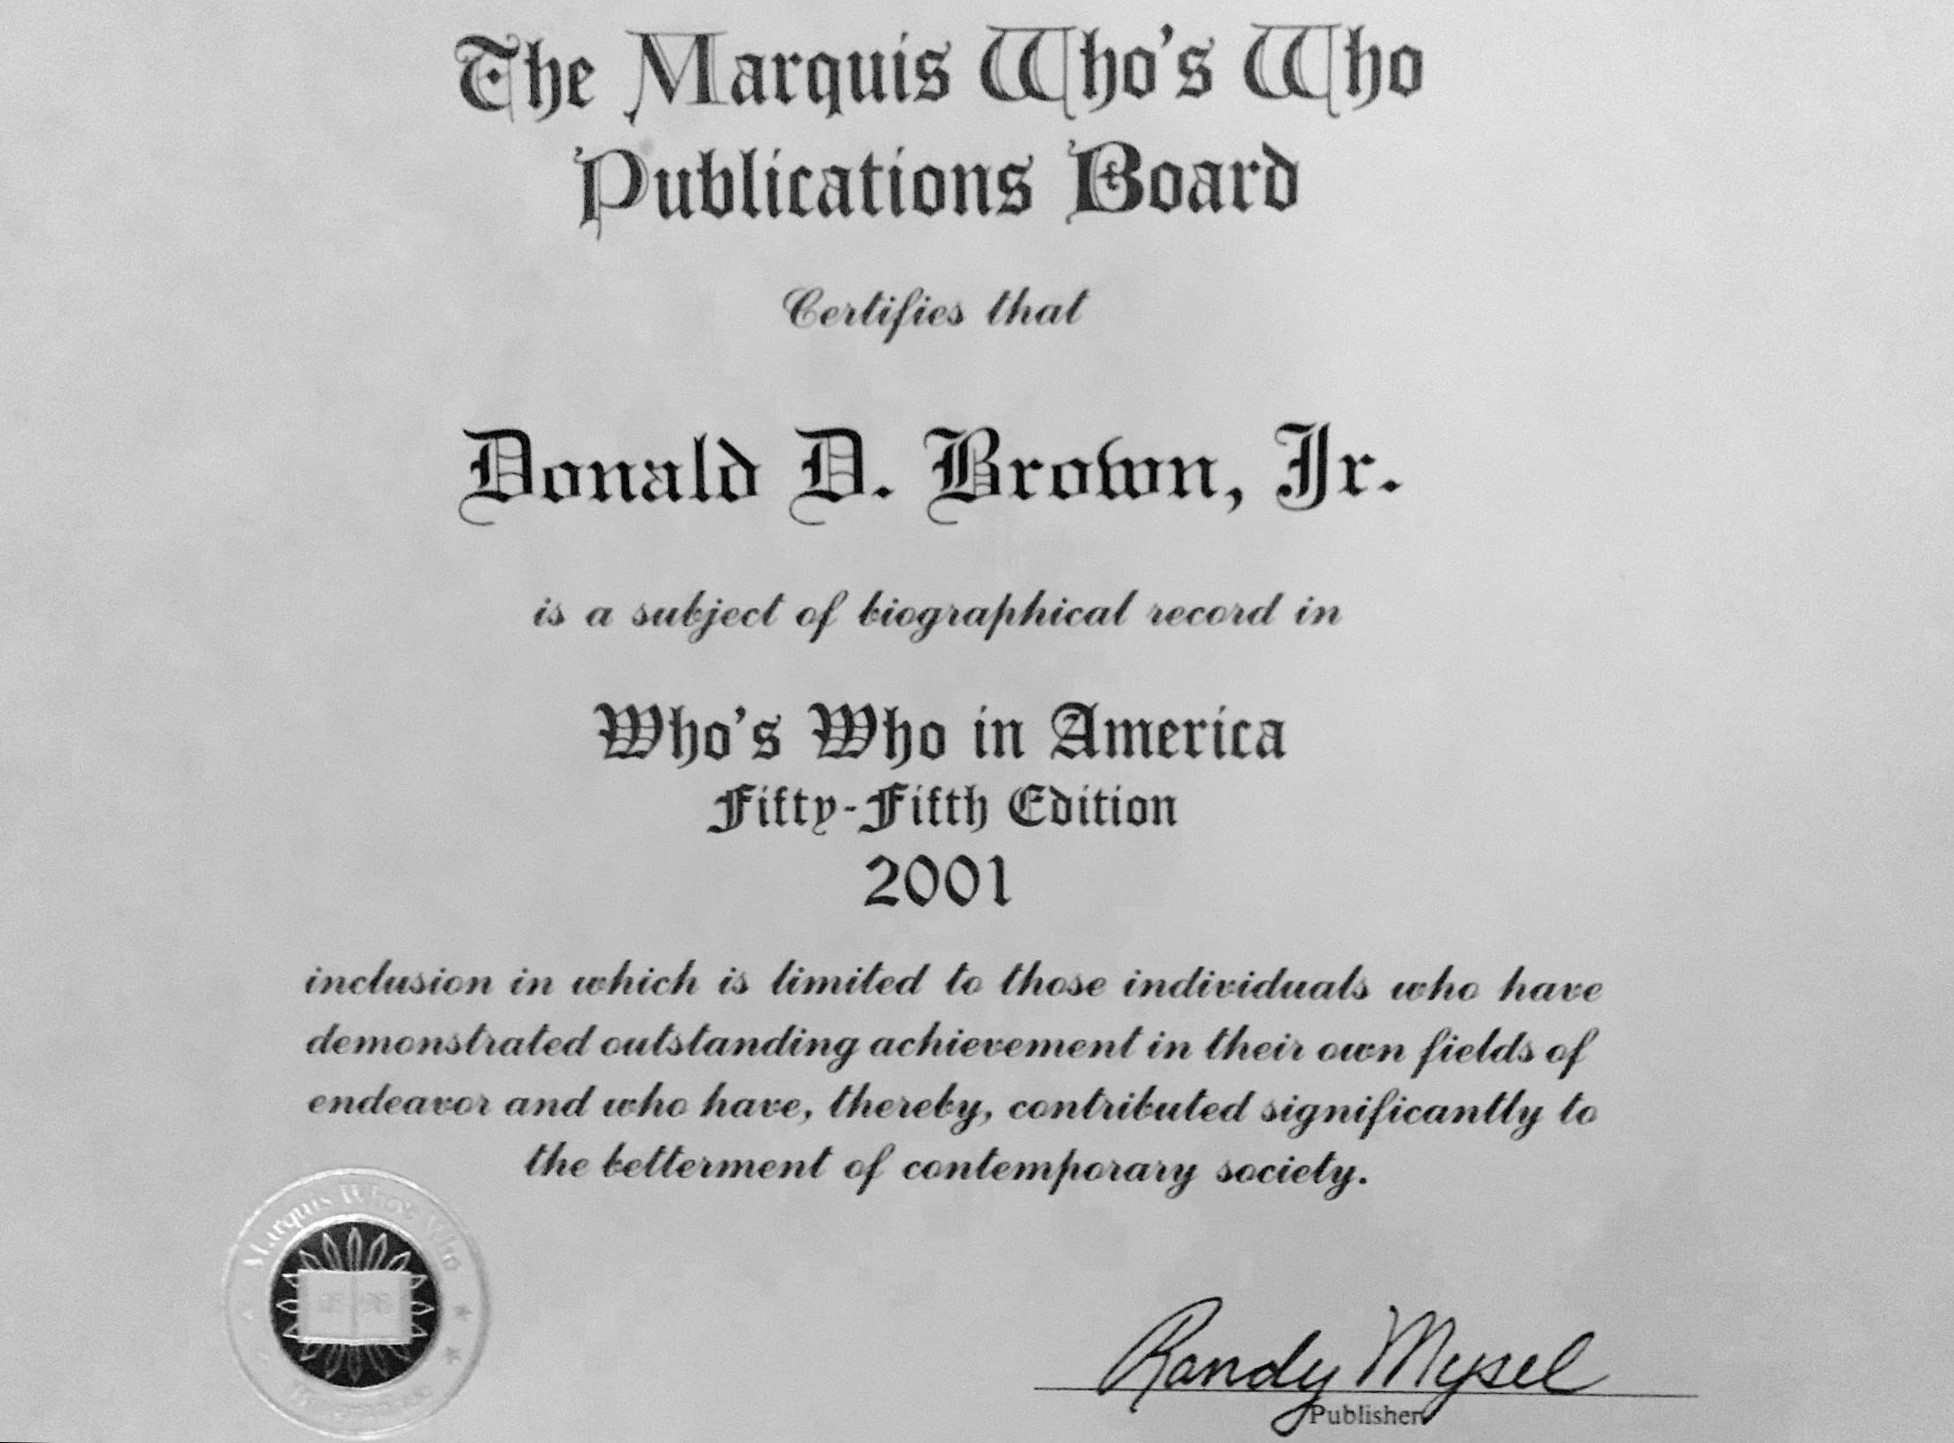 The Marquis Who's Who
Publications Board
Certifies that
Donald D. Brown, Jr.
is a subject of biographical record in
Who's Who in America
Fifty-Fifth Edition
2001
inclusion in which is limited to those individuals who have
demonstrated outstanding achievement in their own fields of
endeavor and who have, thereby, contributed significantly to
the betterment of contemporary society.
Marquis Who's Who
Randy Mysel
Publisher